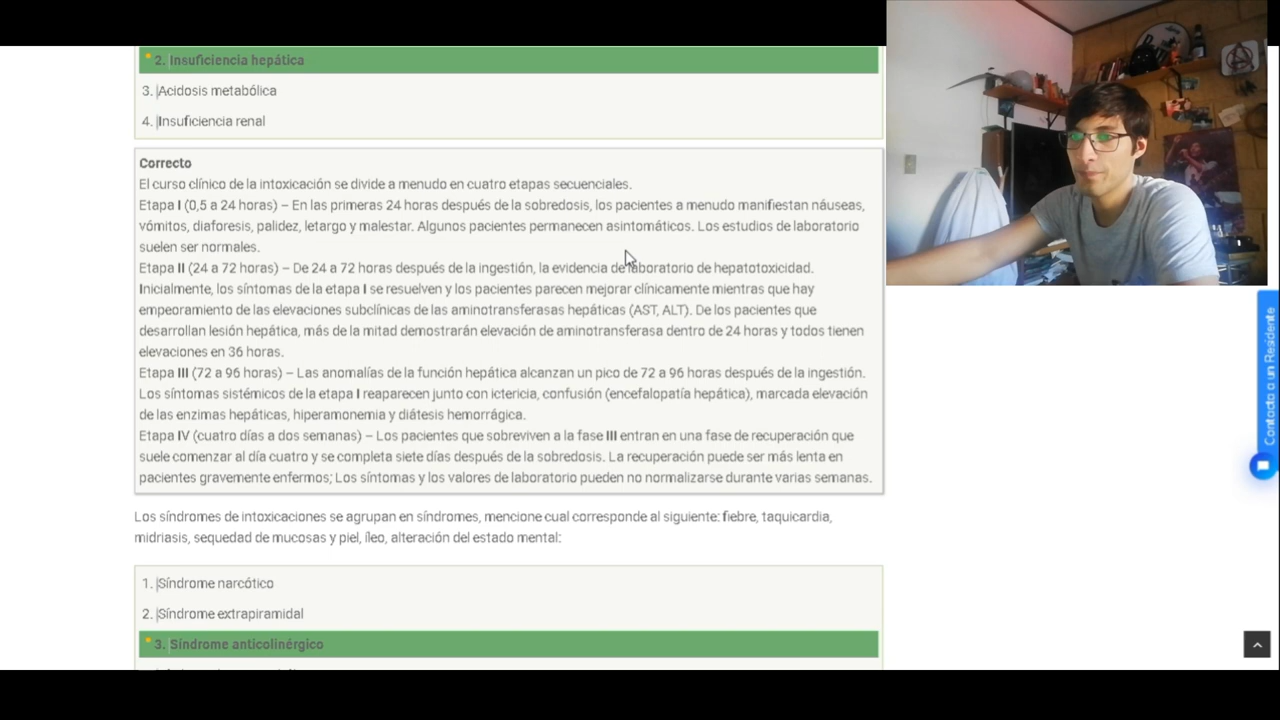 2. Insuficiencia hepática
3. Acidosis metabólica
4. Insuficiencia renal
Correcto
El curso clínico de la intoxicación se divide a menudo en cuatro etapas secuenciales.
Etapa I (0,5 a 24 horas) – En las primeras 24 horas después de la sobredosis, los pacientes a menudo manifiestan náuseas,
vómitos, diaforesis, palidez, letargo y malestar. Algunos pacientes permanecen asintomáticos. Los estudios de laboratorio
suelen ser normales.
Etapa II (24 a 72 horas) – De 24 a 72 horas después de la ingestión, la evidencia de laboratorio de hepatotoxicidad.
Inicialmente, los síntomas de la etapa I se resuelven y los pacientes parecen mejorar clínicamente mientras que hay
empeoramiento de las elevaciones subclínicas de las aminotransferasas hepáticas (AST, ALT). De los pacientes que
desarrollan lesión hepática, más de la mitad demostrarán elevación de aminotransferasa dentro de 24 horas y todos tienen
elevaciones en 36 horas.
Etapa III (72 a 96 horas) – Las anomalías de la función hepática alcanzan un pico de 72 a 96 horas después de la ingestión.
Los síntomas sistémicos de la etapa I reaparecen junto con ictericia, confusión (encefalopatía hepática), marcada elevación
de las enzimas hepáticas, hiperamonemia y diátesis hemorrágica.
Etapa IV (cuatro días a dos semanas) – Los pacientes que sobreviven a la fase III entran en una fase de recuperación que
suele comenzar al día cuatro y se completa siete días después de la sobredosis. La recuperación puede ser más lenta en
pacientes gravemente enfermos; Los síntomas y los valores de laboratorio pueden no normalizarse durante varias semanas.
Los síndromes de intoxicaciones se agrupan en síndromes, mencione cual corresponde al siguiente: fiebre, taquicardia,
midriasis, sequedad de mucosas y piel, íleo, alteración del estado mental:
1. Síndrome narcótico
2. Síndrome extrapiramidal
3. Síndrome anticolinérgico
Contacta a un Residente